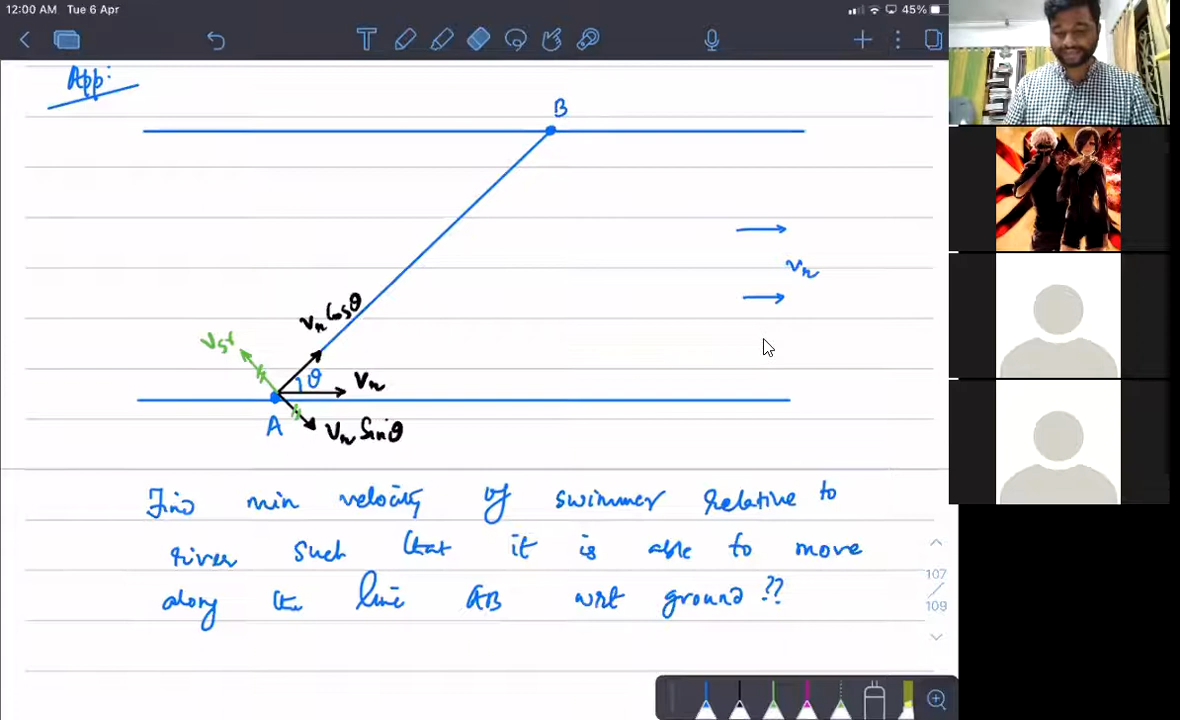 12:00 AM Tue 6 Apr
45%
App:
B
vr
vr Cosθ
vsr
θ
vr
A
vr Sinθ
Find min velocity of swimmer relative to
river such that it is able to move
along the line AB wrt ground ??
107
109